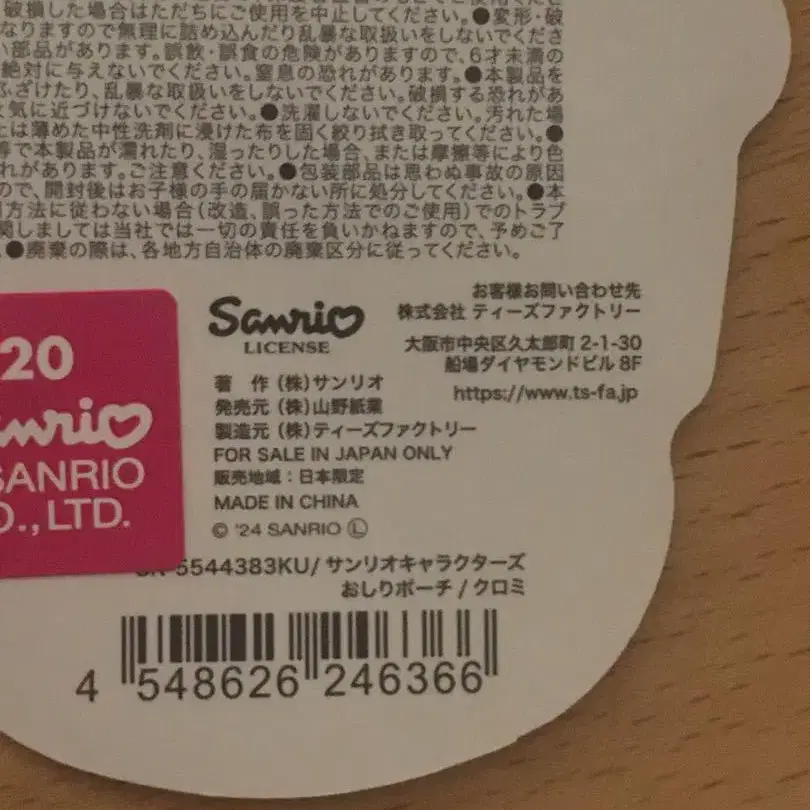 破損した場合はただちにご使用を中止してください。●変形・破
なりますので無理に詰め込んだり乱暴な取扱いをしないでくださ
い部品があります。誤飲・誤食の危険がありますので、6才未満の
絶対に与えないでください。窒息の恐れがあります。●本製品を
ふざけたり、乱暴な取扱いをしないでください。破損する恐れがあ
火気に近づけないでください。●洗濯しないでください。汚れた場
たは薄めた中性洗剤に浸けた布を固く絞り拭き取ってください。●
等で本製品が濡れたり、湿ったりした場合、または摩擦等により色
れがあります。ご注意ください。●包装部品は思わぬ事故の原因
ので、開封後はお子様の手の届かない所に処分してください。●本
方法に従わない場合(改造、誤った方法でのご使用)でのトラブ
関しましては当社では一切の責任を負いかねますので、予めご了
●廃棄の際は、各地方自治体の廃棄区分に従ってください。
20
anrio
SANRIO
O.,LTD.
Sanrio
LICENSE
お客様お問い合わせ先
株式会社 ティーズファクトリー
大阪市中央区久太郎町 2-1-30
船場ダイヤモンドビル 8F
https://www.ts-fa.jp
著 作 (株)サンリオ
発売元 (株)山野紙業
製造元 (株)ティーズファクトリー
FOR SALE IN JAPAN ONLY
販売地域：日本限定
MADE IN CHINA
© '24 SANRIO Ⓛ
5544383KU/ サンリオキャラクターズ
おしりポーチ / クロミ
4 548626 246366